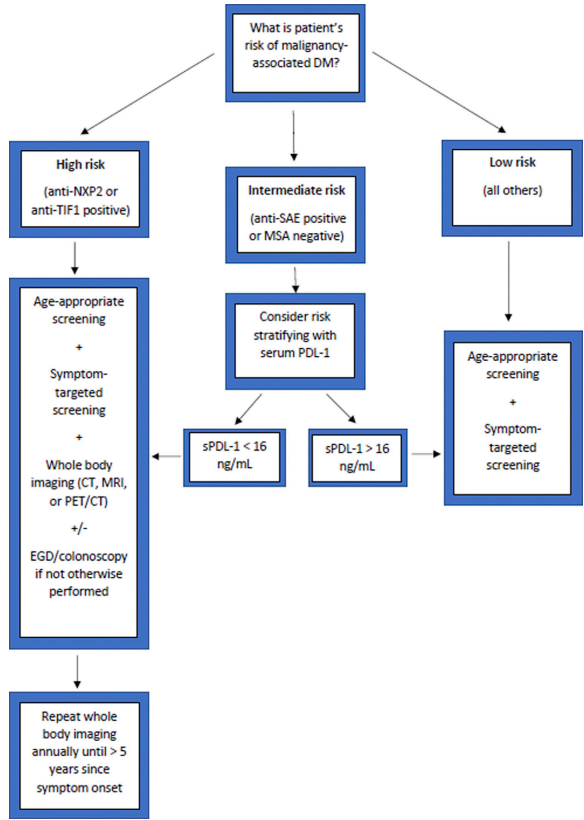 What is patient's
risk of malignancy-
associated DM?
High risk
(anti-NXP2 or
anti-TIF1 positive)
Intermediate risk
(anti-SAE positive
or MSA negative)
Low risk
(all others)
Age-appropriate
screening
+
Symptom-
targeted
screening
+
Whole body
imaging (CT, MRI,
or PET/CT)
+/-
EGD/colonoscopy
if not otherwise
performed
Consider risk
stratifying with
serum PDL-1
sPDL-1 < 16
ng/mL
sPDL-1 > 16
ng/mL
Age-appropriate
screening
+
Symptom-
targeted
screening
Repeat whole
body imaging
annually until > 5
years since
symptom onset